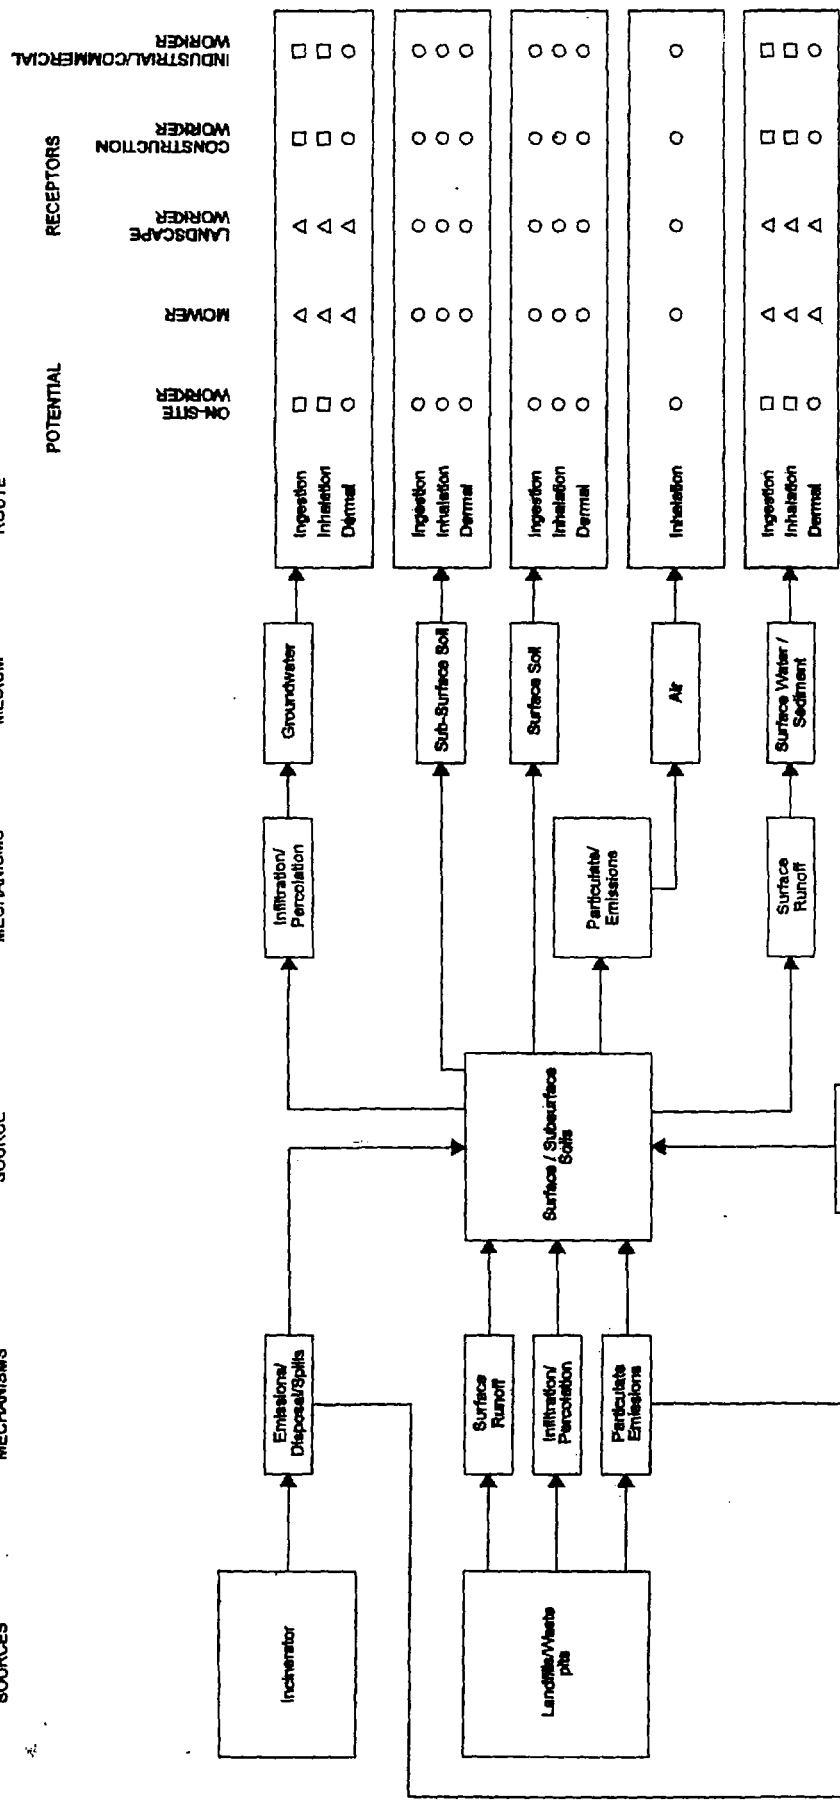 SOURCES
MECHANISMS
SOURCE
MECHANISMS
MEDIUM
ROUTE
POTENTIAL
RECEPTORS
ON-SITE
WORKER
MOWER
LANDSCAPE
WORKER
CONSTRUCTION
WORKER
INDUSTRIAL/COMMERCIAL
WORKER
Incinerator
Emissions/
Disposal/Spills
Infiltration/
Percolation
Groundwater
Ingestion
Inhalation
Dermal
Landfills/Waste
pits
Surface
Runoff
Infiltration/
Percolation
Particulate
Emissions
Surface / Subsurface
Soils
Sub-Surface Soil
Ingestion
Inhalation
Dermal
Surface Soil
Ingestion
Inhalation
Dermal
Particulate/
Emissions
Air
Inhalation
Surface
Runoff
Surface Water /
Sediment
Ingestion
Inhalation
Dermal